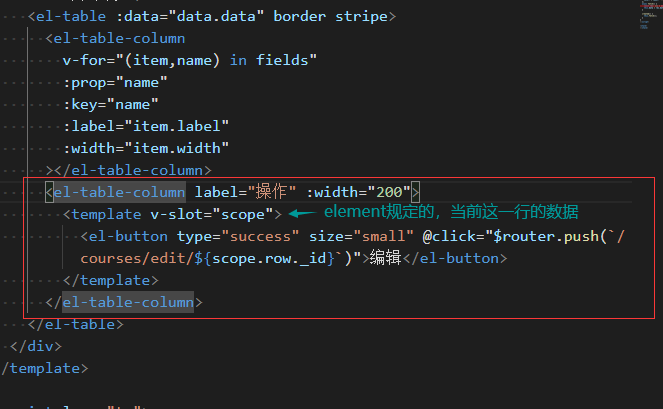 <el-table :data="data.data" border stripe>
<el-table-column
v-for="(item,name) in fields"
:prop="name"
:key="name"
:label="item.label"
:width="item.width"
></el-table-column>
<el-table-column label="操作" :width="200">
<template v-slot="scope"> element规定的，当前这一行的数据
<el-button type="success" size="small" @click="$router.push(`/
courses/edit/${scope.row._id}`)">编辑</el-button>
</template>
</el-table-column>
</el-table>
</div>
/template>